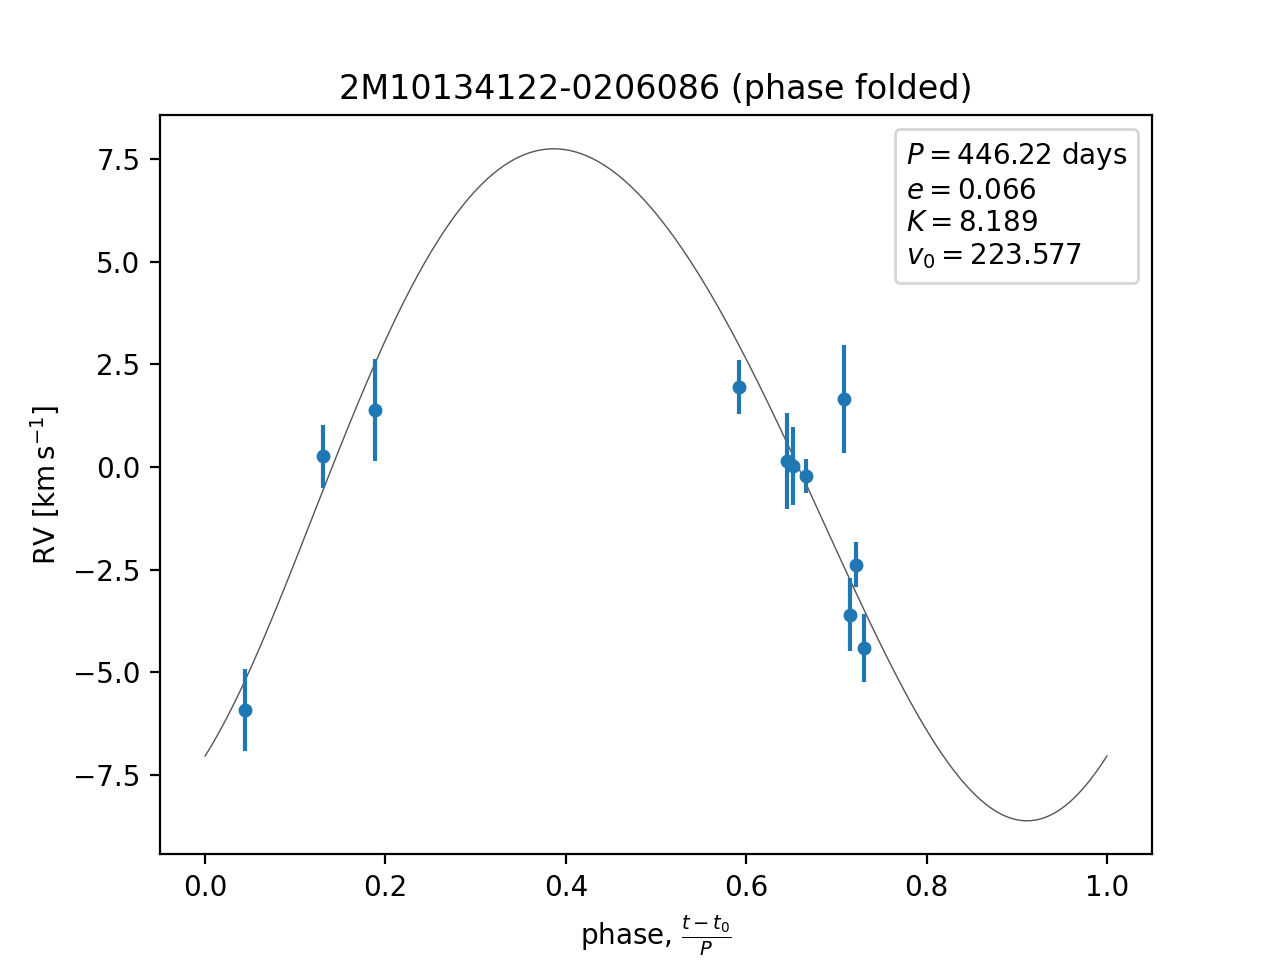 2M10134122-0206086 (phase folded)
P = 446.22 days
e = 0.066
K = 8.189
v₀ = 223.577
7.5
5.0
2.5
0.0
−2.5
−5.0
−7.5
RV [km s⁻¹]
0.0 0.2 0.4 0.6 0.8 1.0
phase, (t − t₀)/P